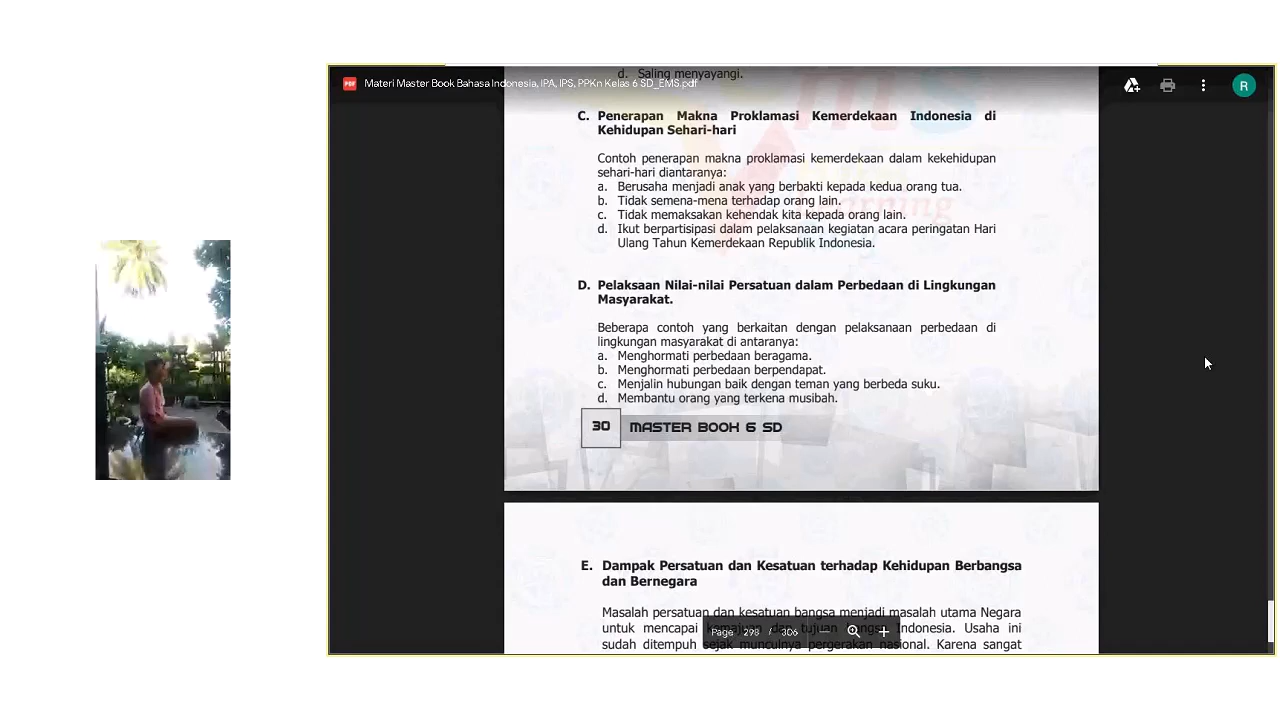 d. Saling menyayangi.
Materi Master Book Bahasa Indonesia, IPA, IPS, PPKn Kelas 6 SD_EMS.pdf
R
C. Penerapan Makna Proklamasi Kemerdekaan Indonesia di
Kehidupan Sehari-hari
Contoh penerapan makna proklamasi kemerdekaan dalam kekehidupan
sehari-hari diantaranya:
a. Berusaha menjadi anak yang berbakti kepada kedua orang tua.
b. Tidak semena-mena terhadap orang lain.
c. Tidak memaksakan kehendak kita kepada orang lain.
d. Ikut berpartisipasi dalam pelaksanaan kegiatan acara peringatan Hari
Ulang Tahun Kemerdekaan Republik Indonesia.
D. Pelaksaan Nilai-nilai Persatuan dalam Perbedaan di Lingkungan
Masyarakat.
Beberapa contoh yang berkaitan dengan pelaksanaan perbedaan di
lingkungan masyarakat di antaranya:
a. Menghormati perbedaan beragama.
b. Menghormati perbedaan berpendapat.
c. Menjalin hubungan baik dengan teman yang berbeda suku.
d. Membantu orang yang terkena musibah.
30 MASTER BOOK 6 SD
E. Dampak Persatuan dan Kesatuan terhadap Kehidupan Berbangsa
dan Bernegara
Masalah persatuan dan kesatuan bangsa menjadi masalah utama Negara
untuk mencapai kemajuan dan tujuan bangsa Indonesia. Usaha ini
Page 298 / 306
sudah ditempuh sejak munculnya pergerakan nasional. Karena sangat